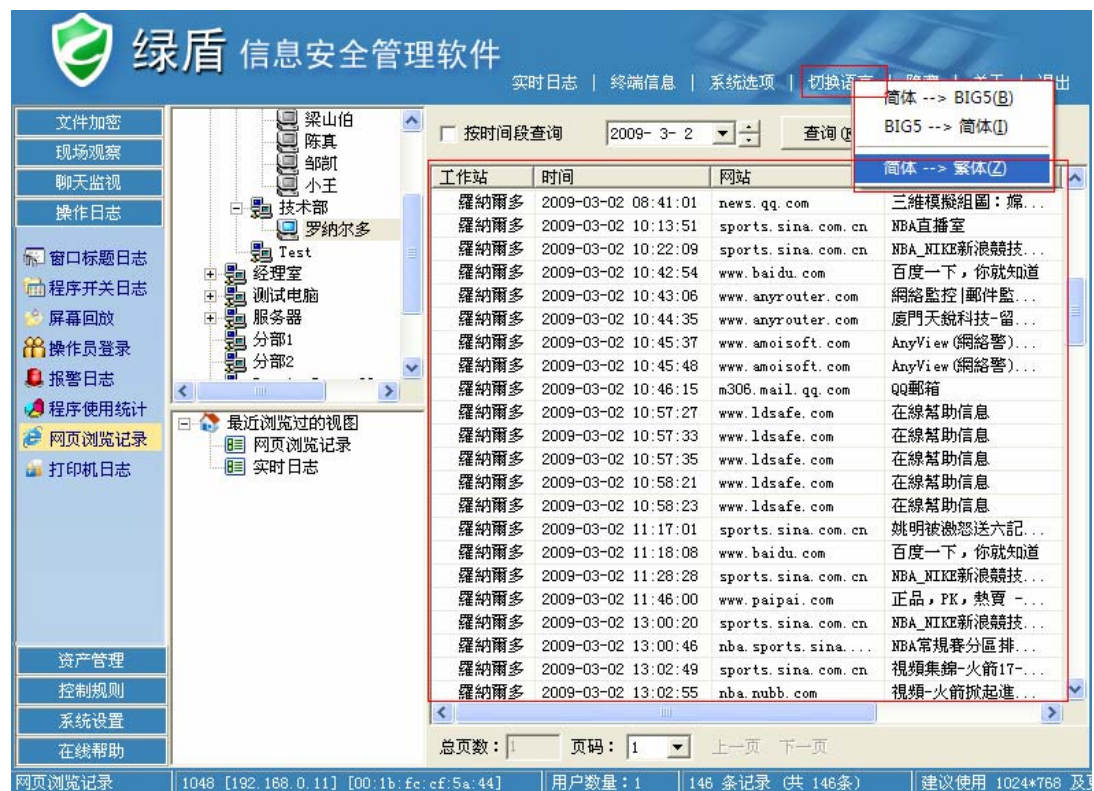 绿盾 信息安全管理软件
实时日志 | 终端信息 | 系统选项 | 切换语言
简体 --> BIG5(B)
BIG5 --> 简体(I)
简体 --> 繁体(Z)
文件加密
现场观察
聊天监视
操作日志
窗口标题日志
程序开关日志
屏幕回放
操作员登录
报警日志
程序使用统计
网页浏览记录
打印机日志
资产管理
控制规则
系统设置
在线帮助
梁山伯
陈真
邹凯
小王
技术部
罗纳尔多
Test
经理室
测试电脑
服务器
分部1
分部2
最近浏览过的视图
网页浏览记录
实时日志
按时间段查询 2009- 3- 2 查询
工作站 时间 网站
羅納爾多 2009-03-02 08:41:01 news.qq.com 三維模擬組圖：嫦...
羅納爾多 2009-03-02 10:13:51 sports.sina.com.cn NBA直播室
羅納爾多 2009-03-02 10:22:09 sports.sina.com.cn NBA_NIKE新浪競技...
羅納爾多 2009-03-02 10:42:54 www.baidu.com 百度一下，你就知道
羅納爾多 2009-03-02 10:43:06 www.anyrouter.com 網絡監控|郵件監...
羅納爾多 2009-03-02 10:44:35 www.anyrouter.com 廈門天銳科技-留...
羅納爾多 2009-03-02 10:45:37 www.amoisoft.com AnyView(網絡警)...
羅納爾多 2009-03-02 10:45:48 www.amoisoft.com AnyView(網絡警)...
羅納爾多 2009-03-02 10:46:15 m306.mail.qq.com QQ郵箱
羅納爾多 2009-03-02 10:57:27 www.ldsafe.com 在線幫助信息
羅納爾多 2009-03-02 10:57:33 www.ldsafe.com 在線幫助信息
羅納爾多 2009-03-02 10:57:35 www.ldsafe.com 在線幫助信息
羅納爾多 2009-03-02 10:58:21 www.ldsafe.com 在線幫助信息
羅納爾多 2009-03-02 10:58:23 www.ldsafe.com 在線幫助信息
羅納爾多 2009-03-02 11:17:01 sports.sina.com.cn 姚明被激怒送六記...
羅納爾多 2009-03-02 11:18:08 www.baidu.com 百度一下，你就知道
羅納爾多 2009-03-02 11:28:28 sports.sina.com.cn NBA_NIKE新浪競技...
羅納爾多 2009-03-02 11:46:00 www.paipai.com 正品，PK，熱賣 -...
羅納爾多 2009-03-02 13:00:20 sports.sina.com.cn NBA_NIKE新浪競技...
羅納爾多 2009-03-02 13:00:46 nba.sports.sina.... NBA常規賽分區排...
羅納爾多 2009-03-02 13:02:49 sports.sina.com.cn 視頻集錦-火箭17-...
羅納爾多 2009-03-02 13:02:55 nba.nubb.com 視頻-火箭掀起進...
总页数：1 页码：1 上一页 下一页
网页浏览记录 1048 [192.168.0.11] [00:1b:fc:cf:5a:44] 用户数量：1 146 条记录 (共 146条) 建议使用 1024*768 及